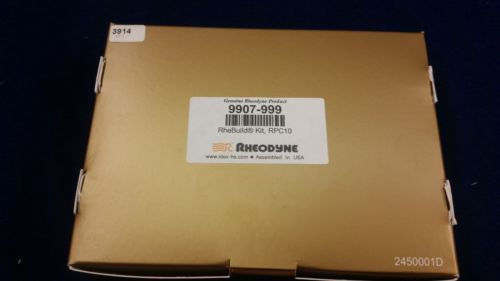 3914
Genuine Rheodyne Product
9907-999
RheBuild® Kit, RPC10
RHEODYNE
www.idex-hs.com ● Assembled in USA
2450001D